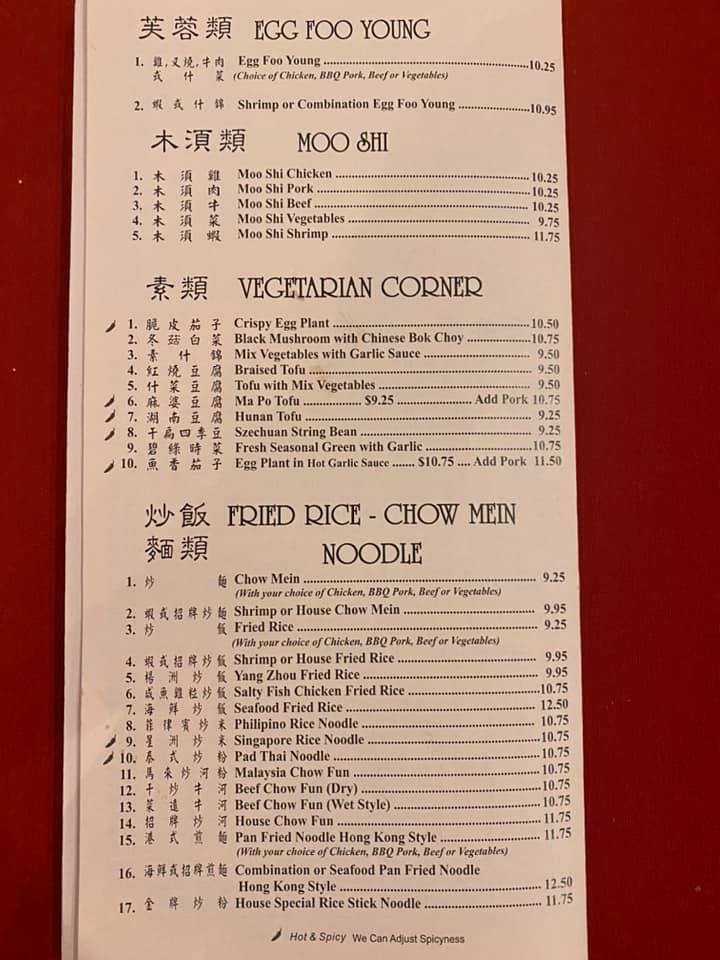 芙蓉類 EGG FOO YOUNG
1. 雞,叉燒,牛肉 Egg Foo Young 10.25
或什菜 (Choice of Chicken, BBQ Pork, Beef or Vegetables)
2. 蝦或什錦 Shrimp or Combination Egg Foo Young 10.95
木須類 MOO SHI
1. 木須雞 Moo Shi Chicken 10.25
2. 木須肉 Moo Shi Pork 10.25
3. 木須牛 Moo Shi Beef 10.25
4. 木須菜 Moo Shi Vegetables 9.75
5. 木須蝦 Moo Shi Shrimp 11.75
素類 VEGETARIAN CORNER
1. 脆皮茄子 Crispy Egg Plant 10.50
2. 冬菇白菜 Black Mushroom with Chinese Bok Choy 10.75
3. 素什錦 Mix Vegetables with Garlic Sauce 9.50
4. 紅燒豆腐 Braised Tofu 9.50
5. 什菜豆腐 Tofu with Mix Vegetables 9.50
6. 麻婆豆腐 Ma Po Tofu $9.25 Add Pork 10.75
7. 湖南豆腐 Hunan Tofu 9.25
8. 干扁四季豆 Szechuan String Bean 9.25
9. 碧綠時菜 Fresh Seasonal Green with Garlic 10.75
10. 魚香茄子 Egg Plant in Hot Garlic Sauce $10.75 Add Pork 11.50
炒飯 FRIED RICE - CHOW MEIN
麵類 NOODLE
1. 炒麵 Chow Mein 9.25
(With your choice of Chicken, BBQ Pork, Beef or Vegetables)
2. 蝦或招牌炒麵 Shrimp or House Chow Mein 9.95
3. 炒飯 Fried Rice 9.25
(With your choice of Chicken, BBQ Pork, Beef or Vegetables)
4. 蝦或招牌炒飯 Shrimp or House Fried Rice 9.95
5. 楊洲炒飯 Yang Zhou Fried Rice 9.95
6. 咸魚雞粒炒飯 Salty Fish Chicken Fried Rice 10.75
7. 海鮮炒飯 Seafood Fried Rice 12.50
8. 菲律賓炒米 Philipino Rice Noodle 10.75
9. 星洲炒米 Singapore Rice Noodle 10.75
10. 泰式炒粉 Pad Thai Noodle 10.75
11. 馬來炒河粉 Malaysia Chow Fun 10.75
12. 干炒牛河 Beef Chow Fun (Dry) 10.75
13. 菜遠牛河 Beef Chow Fun (Wet Style) 10.75
14. 招牌炒河 House Chow Fun 11.75
15. 港式煎麵 Pan Fried Noodle Hong Kong Style 11.75
(With your choice of Chicken, BBQ Pork, Beef or Vegetables)
16. 海鮮或招牌煎麵 Combination or Seafood Pan Fried Noodle
Hong Kong Style 12.50
17. 金牌炒粉 House Special Rice Stick Noodle 11.75
Hot & Spicy We Can Adjust Spicyness